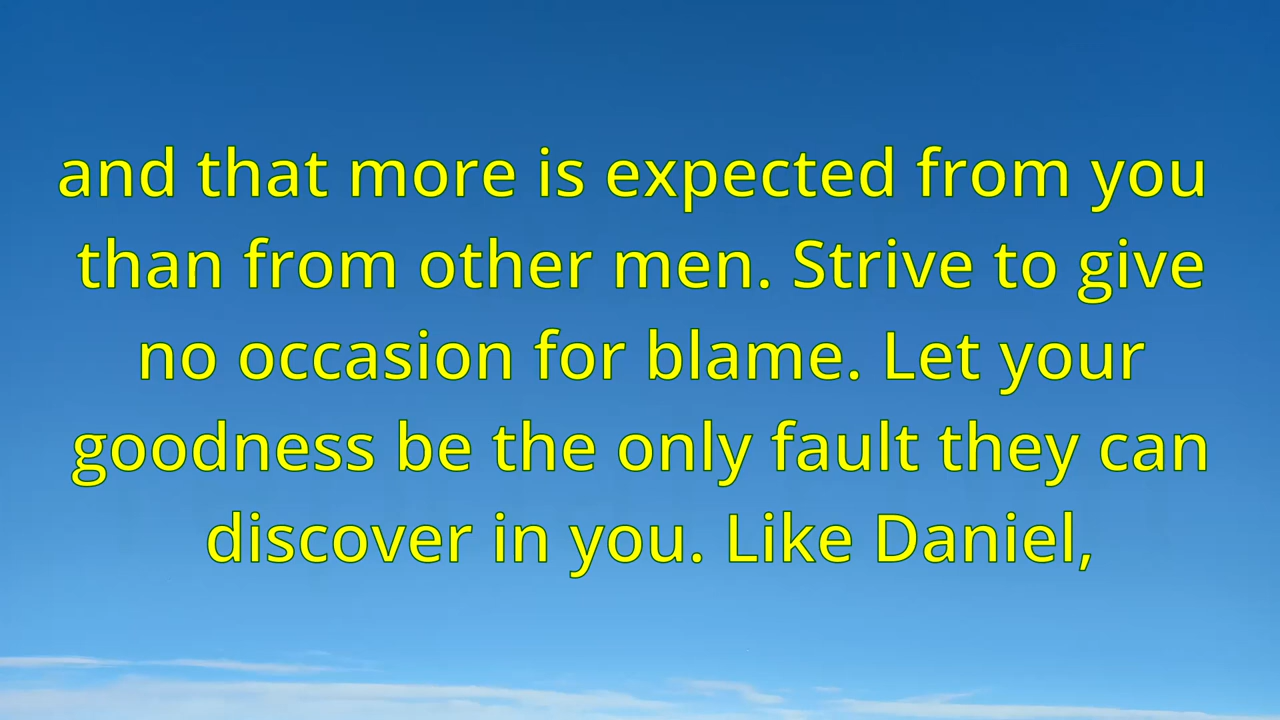 and that more is expected from you
than from other men. Strive to give
no occasion for blame. Let your
goodness be the only fault they can
discover in you. Like Daniel,